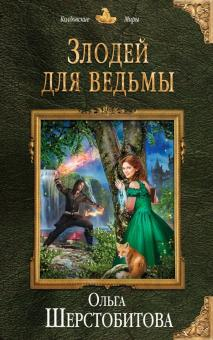 Колдовские Миры
Злодей
для ведьмы
Ольга
Шерстобитова